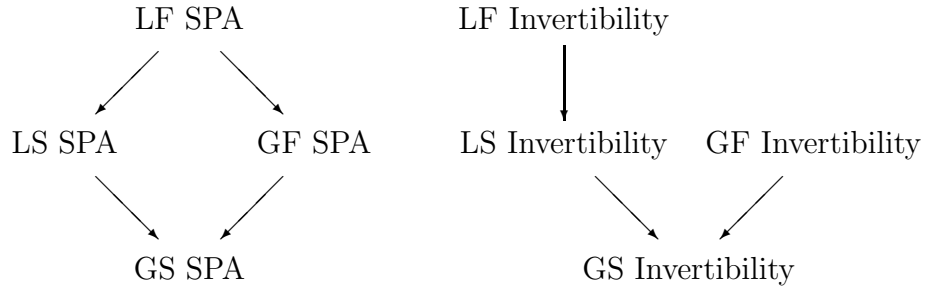 LF SPA
LF Invertibility
LS SPA
GF SPA
LS Invertibility
GF Invertibility
GS SPA
GS Invertibility